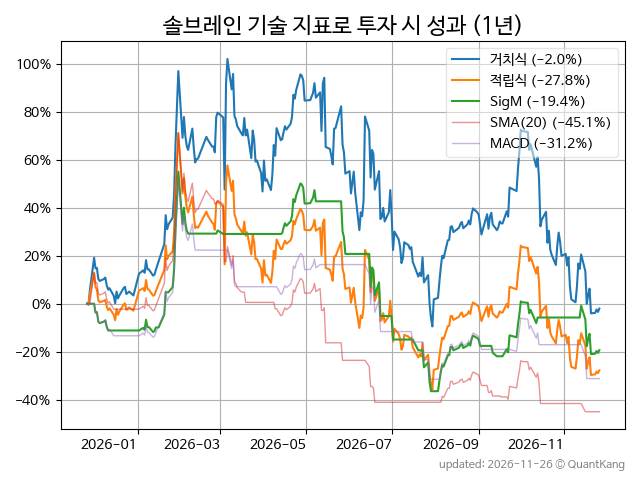 솔브레인 기술 지표로 투자 시 성과 (1년)
거치식 (−2.0%)
적립식 (−27.8%)
SigM (−19.4%)
SMA(20) (−45.1%)
MACD (−31.2%)
100%
80%
60%
40%
20%
0%
−20%
−40%
2026-01 2026-03 2026-05 2026-07 2026-09 2026-11
updated: 2026-11-26 © QuantKang